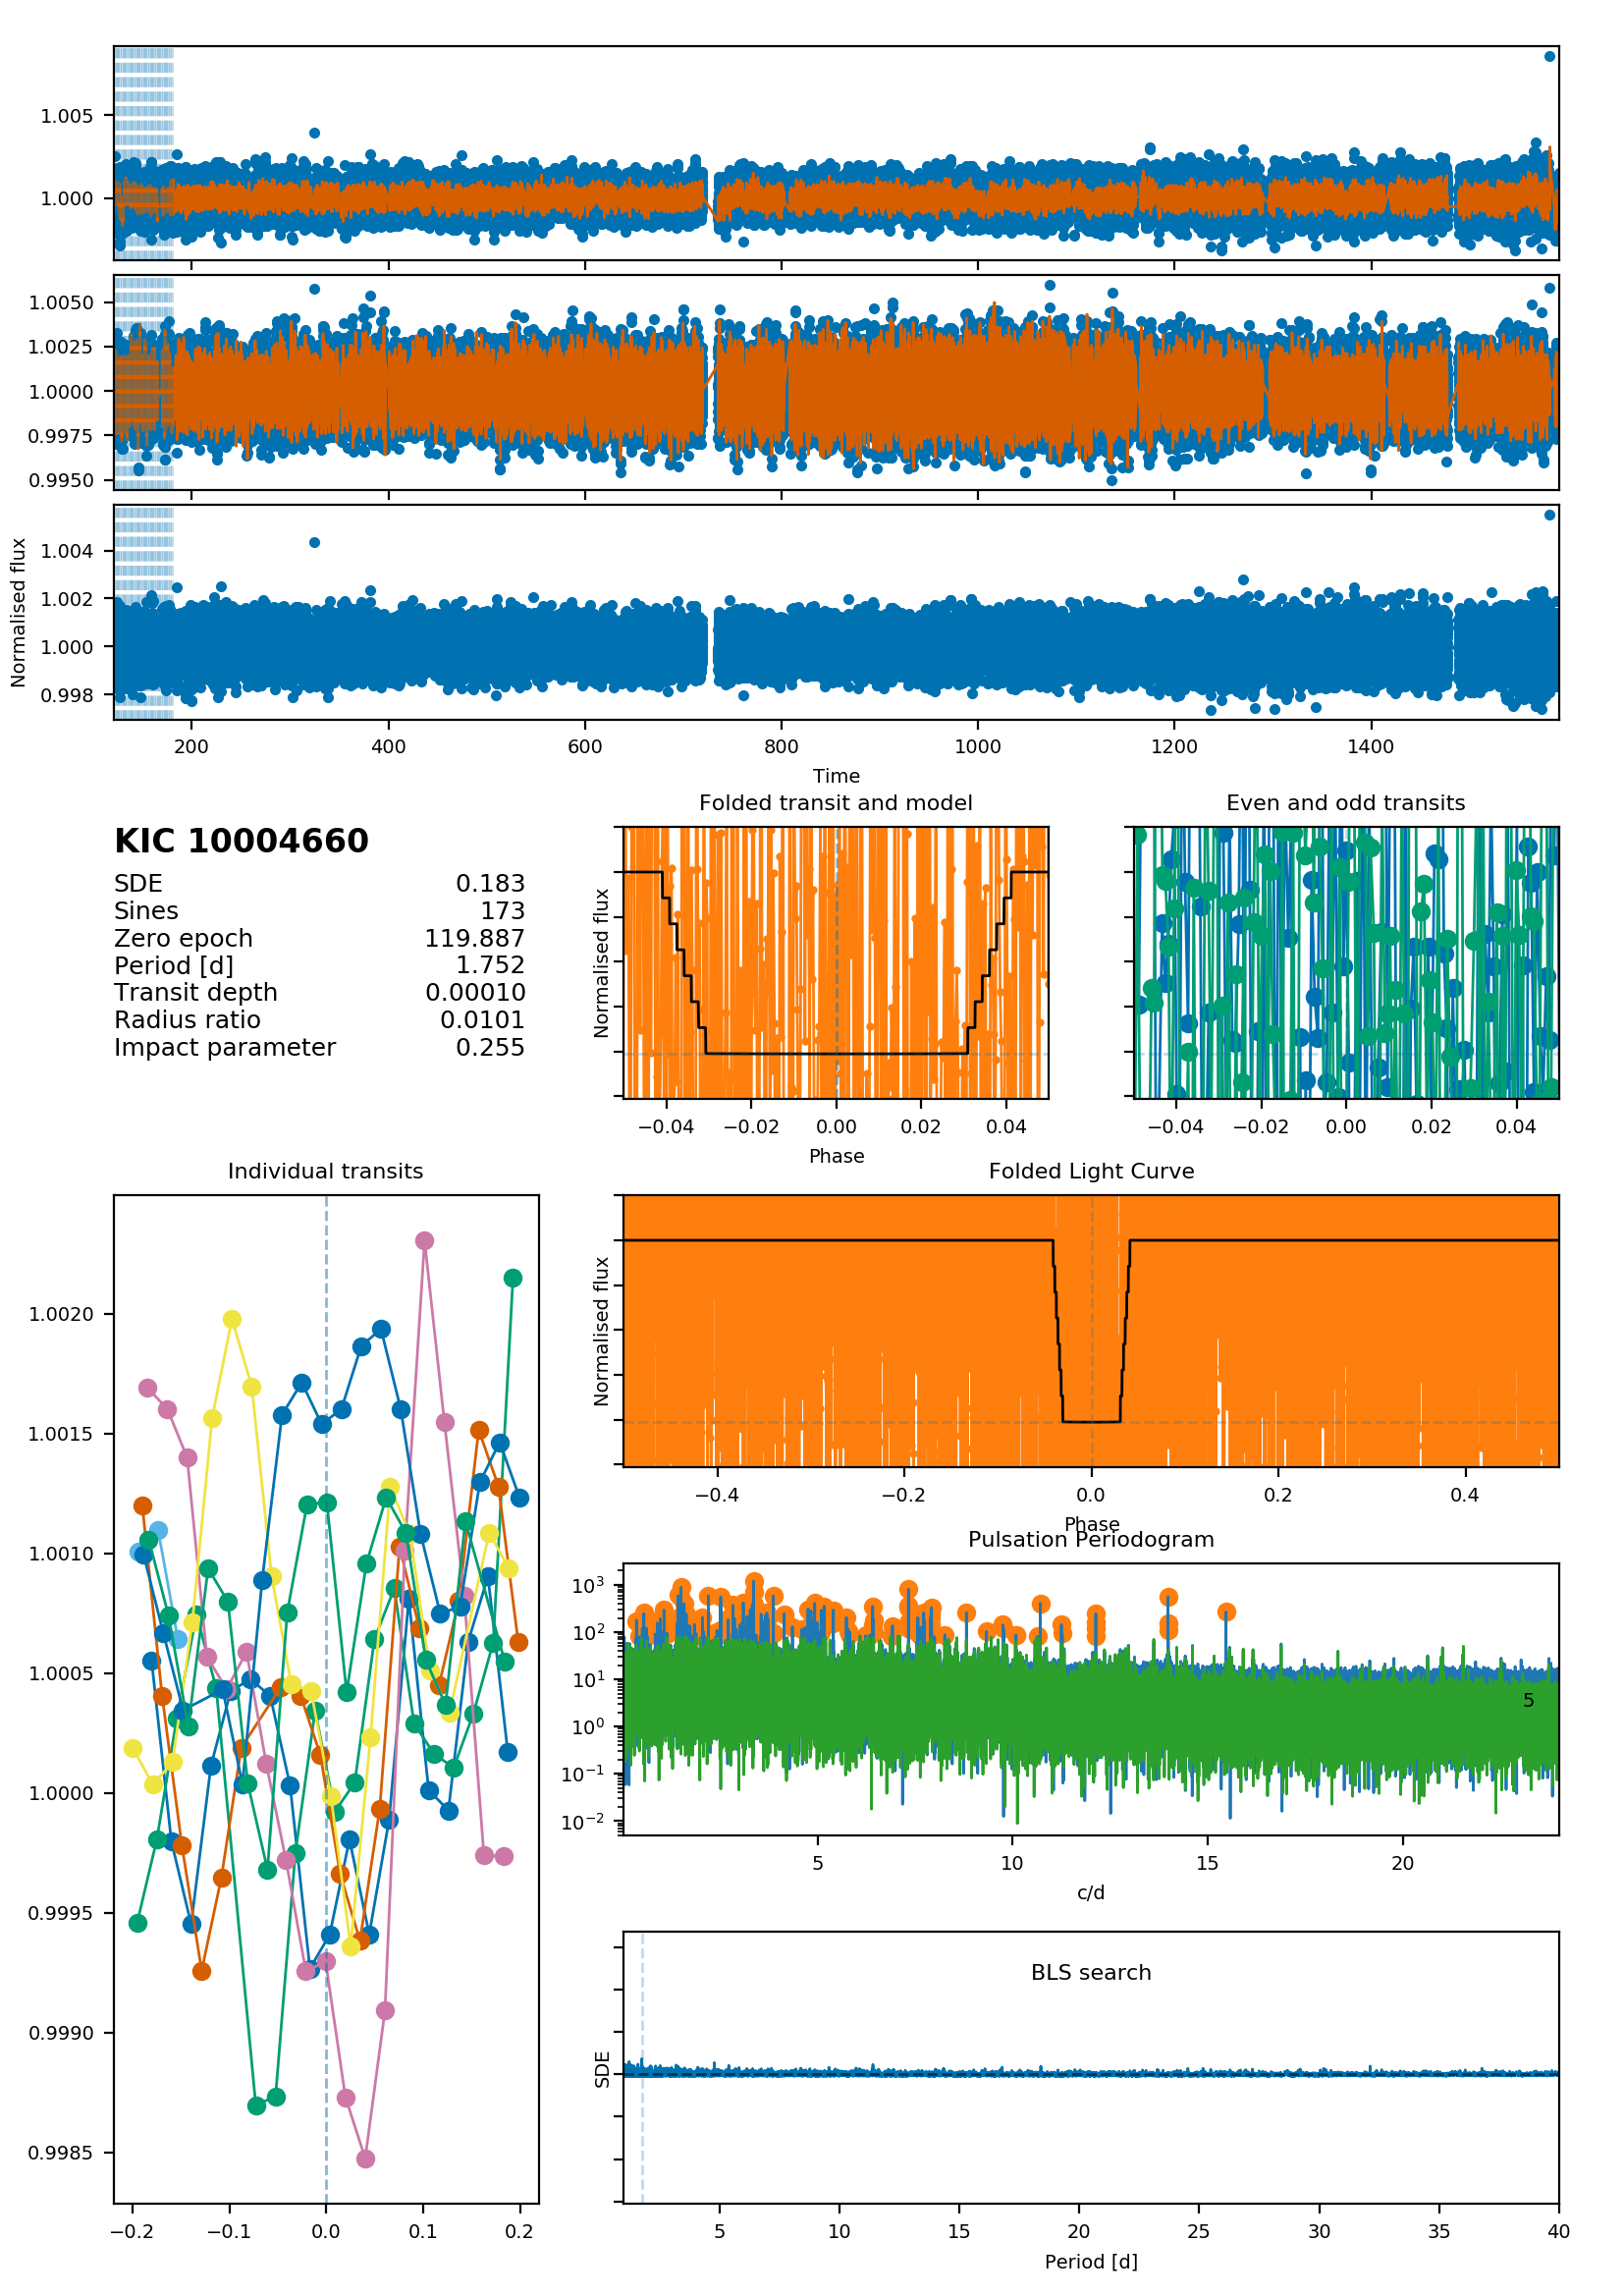 1.005
1.000
1.0050
1.0025
1.0000
0.9975
0.9950
Normalised flux
1.004
1.002
1.000
0.998
200 400 600 800 1000 1200 1400
Time
KIC 10004660
SDE 0.183
Sines 173
Zero epoch 119.887
Period [d] 1.752
Transit depth 0.00010
Radius ratio 0.0101
Impact parameter 0.255
Folded transit and model
Normalised flux
−0.04 −0.02 0.00 0.02 0.04
Phase
Even and odd transits
−0.04 −0.02 0.00 0.02 0.04
Individual transits
1.0020
1.0015
1.0010
1.0005
1.0000
0.9995
0.9990
0.9985
−0.2 −0.1 0.0 0.1 0.2
Folded Light Curve
Normalised flux
−0.4 −0.2 0.0 0.2 0.4
Phase
Pulsation Periodogram
10³
10²
10¹
10⁰
10⁻¹
10⁻²
5
5 10 15 20
c/d
BLS search
SDE
5 10 15 20 25 30 35 40
Period [d]